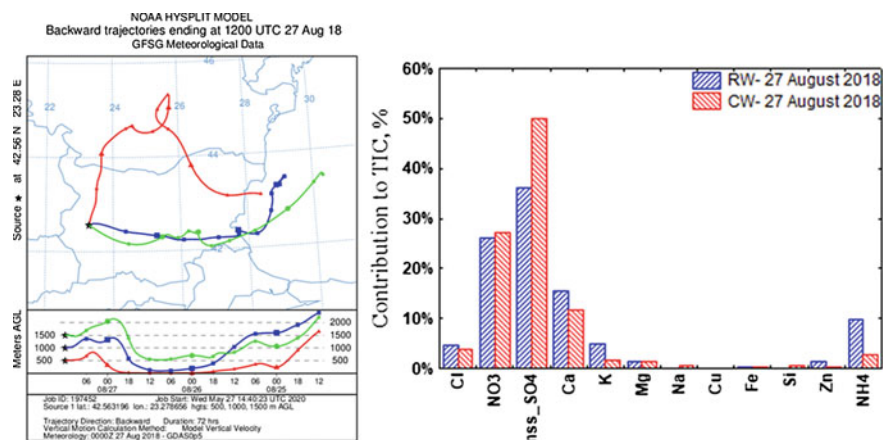 NOAA HYSPLIT MODEL
Backward trajectories ending at 1200 UTC 27 Aug 18
GFSG Meteorological Data
Source ★ at 42.56 N 23.28 E
46
22
24
26
28
30
44
Meters AGL
1500
1000
500
2000
1500
1000
500
06 00 18 12 06 00 18 12 06 00 18 12
08/27 08/26 08/25
Job ID: 197452 Job Start: Wed May 27 14:40:23 UTC 2020
Source 1 lat.: 42.563196 lon.: 23.278656 hgts: 500, 1000, 1500 m AGL
Trajectory Direction: Backward Duration: 72 hrs
Vertical Motion Calculation Method: Model Vertical Velocity
Meteorology: 0000Z 27 Aug 2018 - GDAS0p5
Contribution to TIC, %
60%
50%
40%
30%
20%
10%
0%
RW- 27 August 2018
CW- 27 August 2018
Cl
NO3
nss_SO4
Ca
K
Mg
Na
Cu
Fe
Si
Zn
NH4